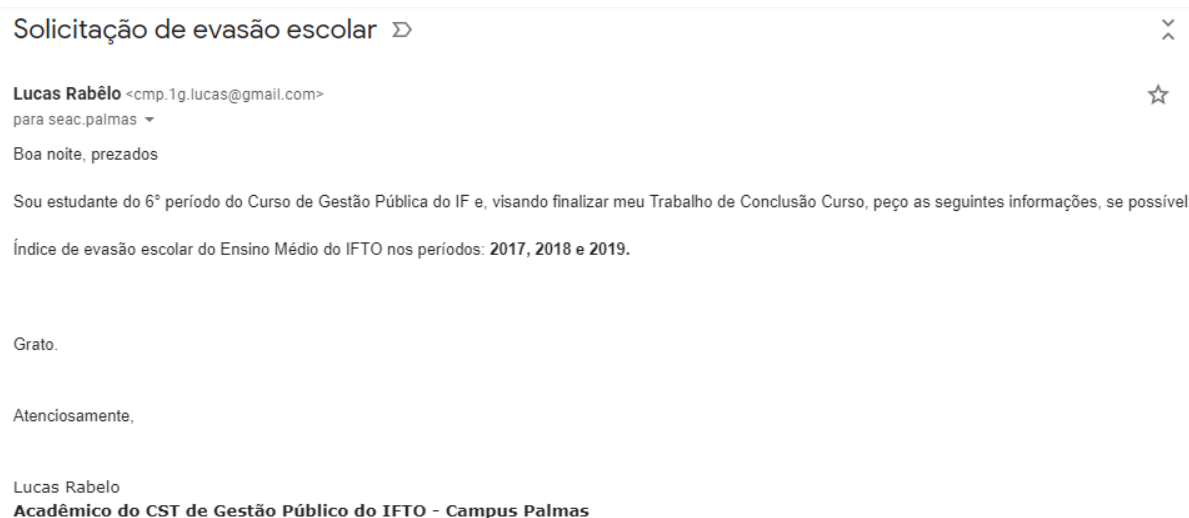 Solicitação de evasão escolar
Lucas Rabêlo <cmp.1g.lucas@gmail.com>
para seac.palmas
Boa noite, prezados
Sou estudante do 6° período do Curso de Gestão Pública do IF e, visando finalizar meu Trabalho de Conclusão Curso, peço as seguintes informações, se possível
Índice de evasão escolar do Ensino Médio do IFTO nos períodos: 2017, 2018 e 2019.
Grato.
Atenciosamente,
Lucas Rabelo
Acadêmico do CST de Gestão Público do IFTO - Campus Palmas